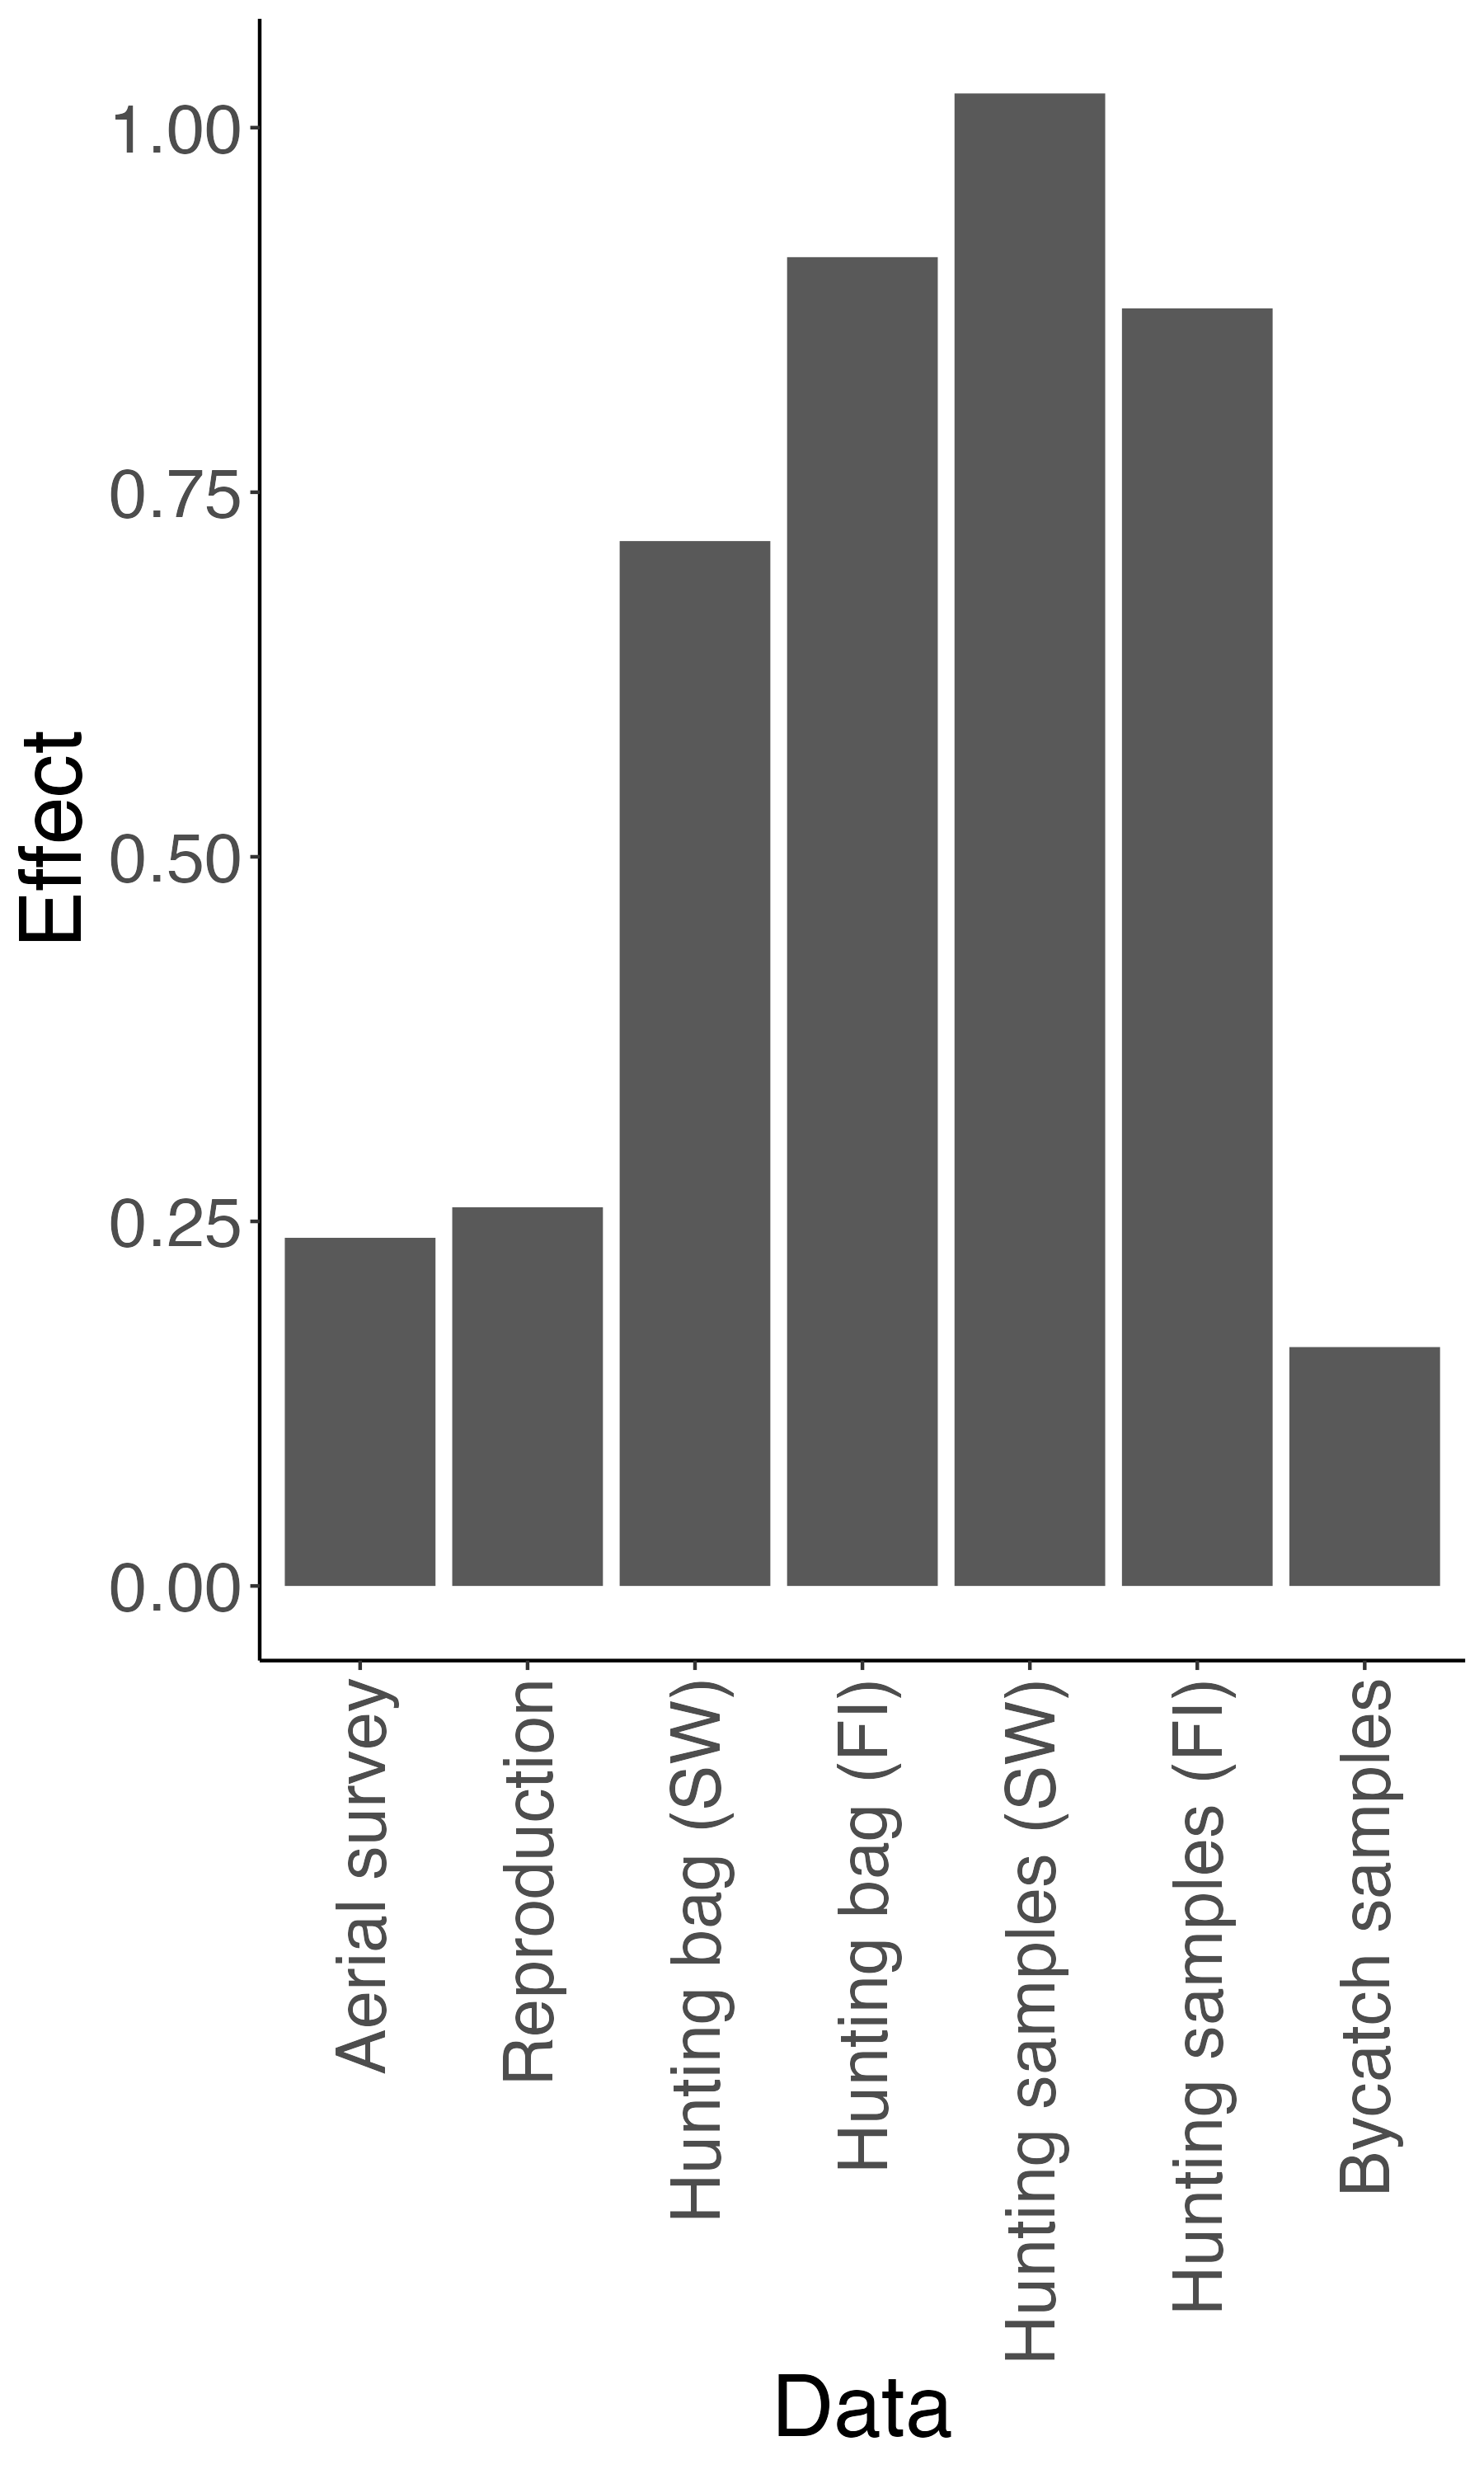 Effect
1.00
0.75
0.50
0.25
0.00
Aerial survey
Reproduction
Hunting bag (SW)
Hunting bag (FI)
Hunting samples (SW)
Hunting samples (FI)
Bycatch samples
Data